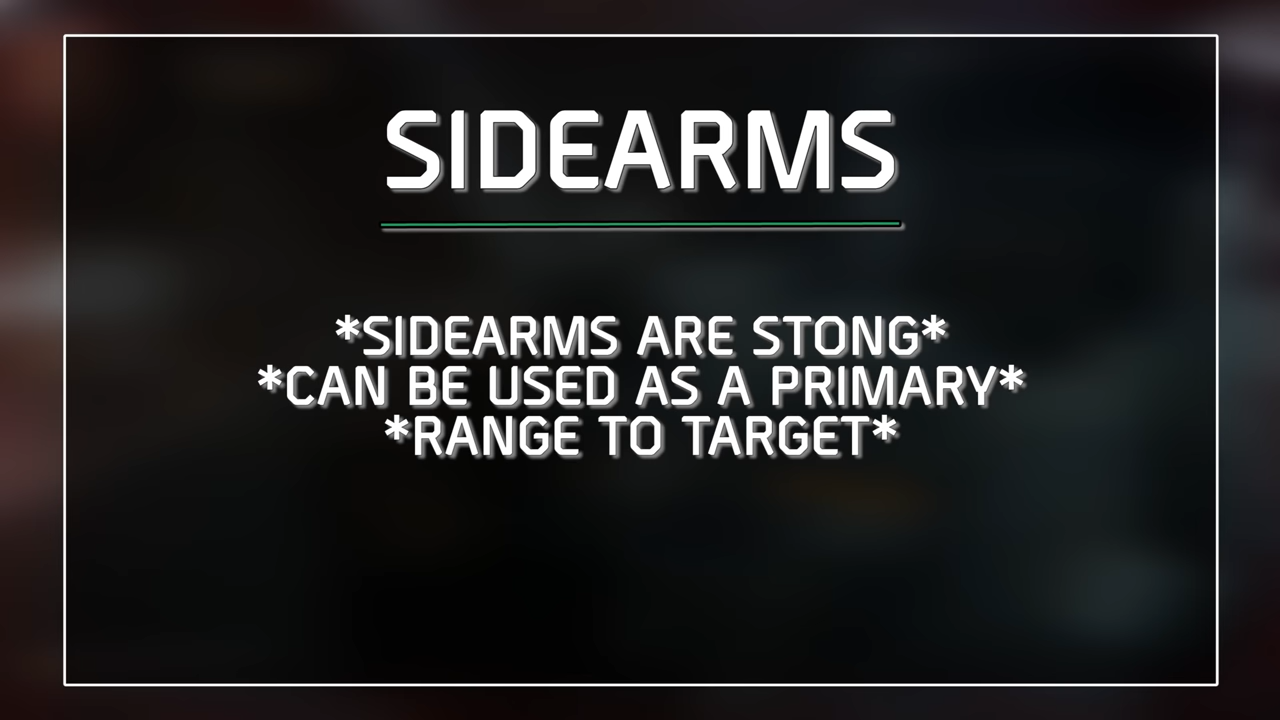 SIDEARMS
*SIDEARMS ARE STONG*
*CAN BE USED AS A PRIMARY*
*RANGE TO TARGET*